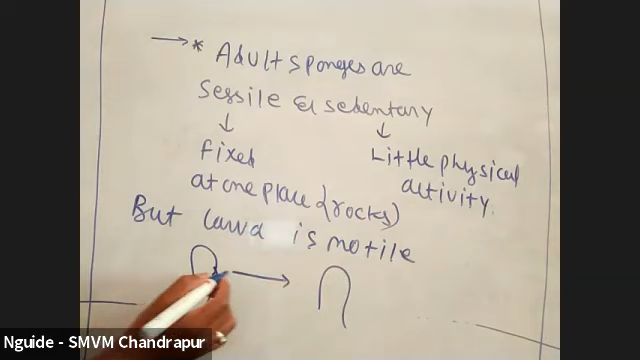 → * Adult sponges are
sessile & sedentary
↓ ↓
fixed Little physical
at one place (rocks) activity.
But larva is motile
Nguide - SMVM Chandrapur